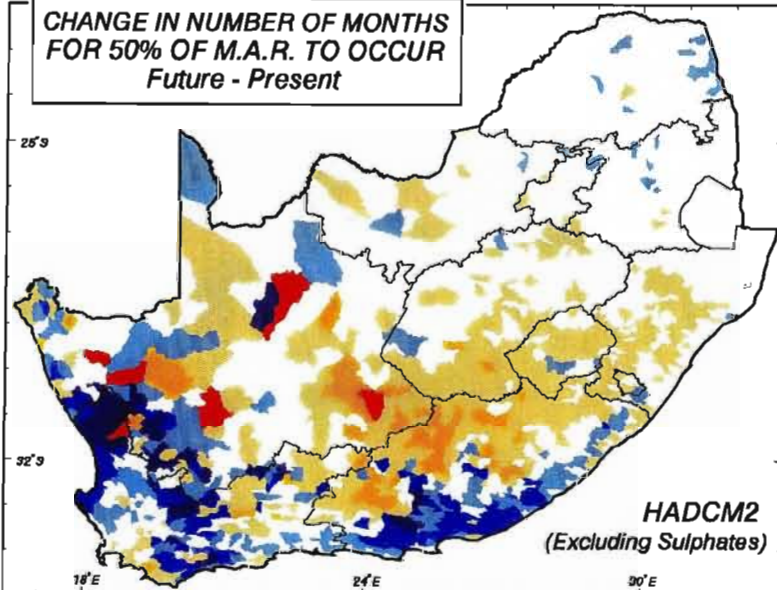 CHANGE IN NUMBER OF MONTHS
FOR 50% OF M.A.R. TO OCCUR
Future - Present
28°S
32°S
HADCM2
(Excluding Sulphates)
18°E
24°E
30°E